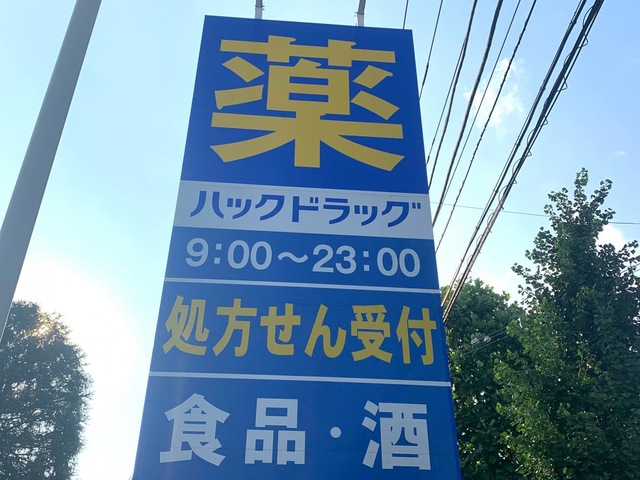 薬
ハックドラッグ
9:00～23:00
処方せん受付
食品・酒